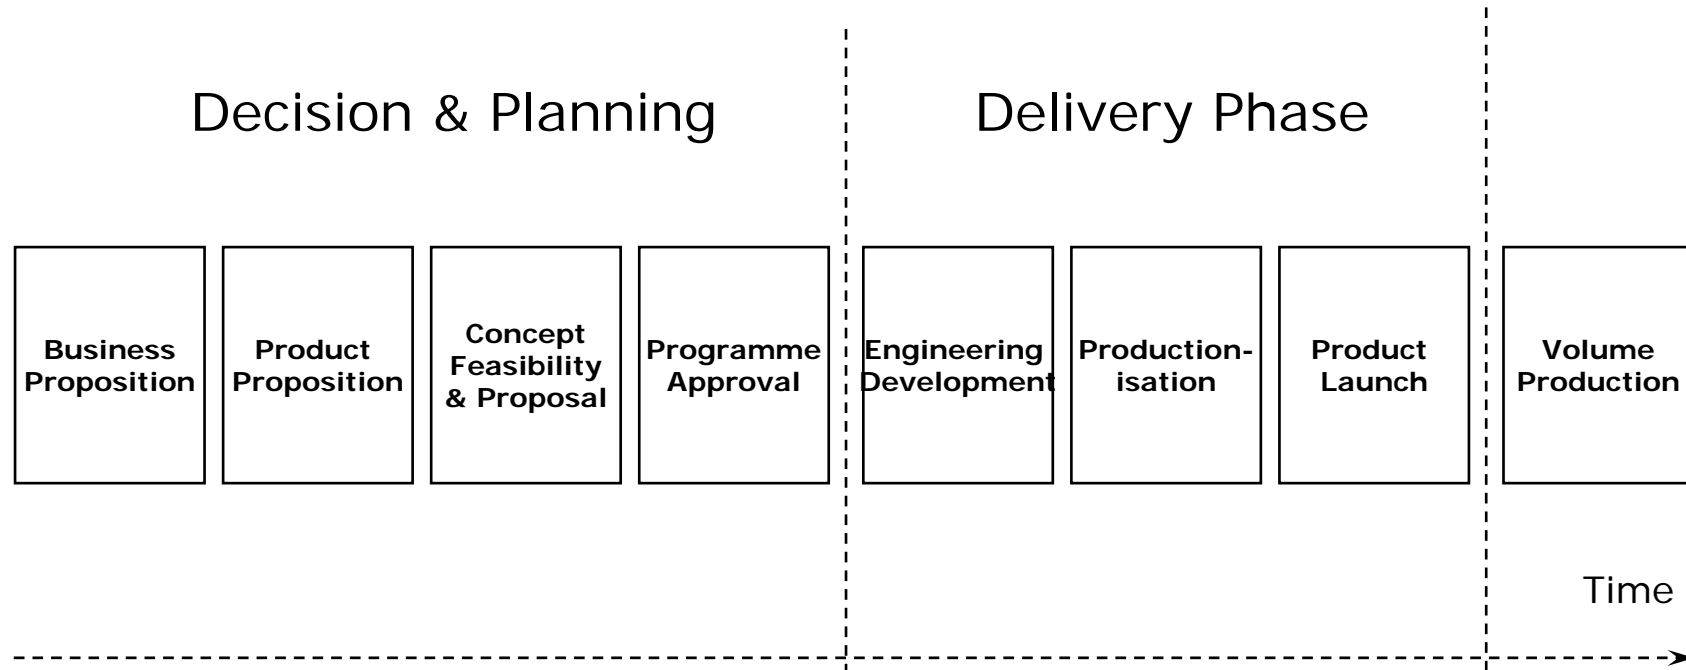 Decision & Planning
Delivery Phase
Business
Proposition
Product
Proposition
Concept
Feasibility
& Proposal
Programme
Approval
Engineering
Development
Production-
isation
Product
Launch
Volume
Production
Time